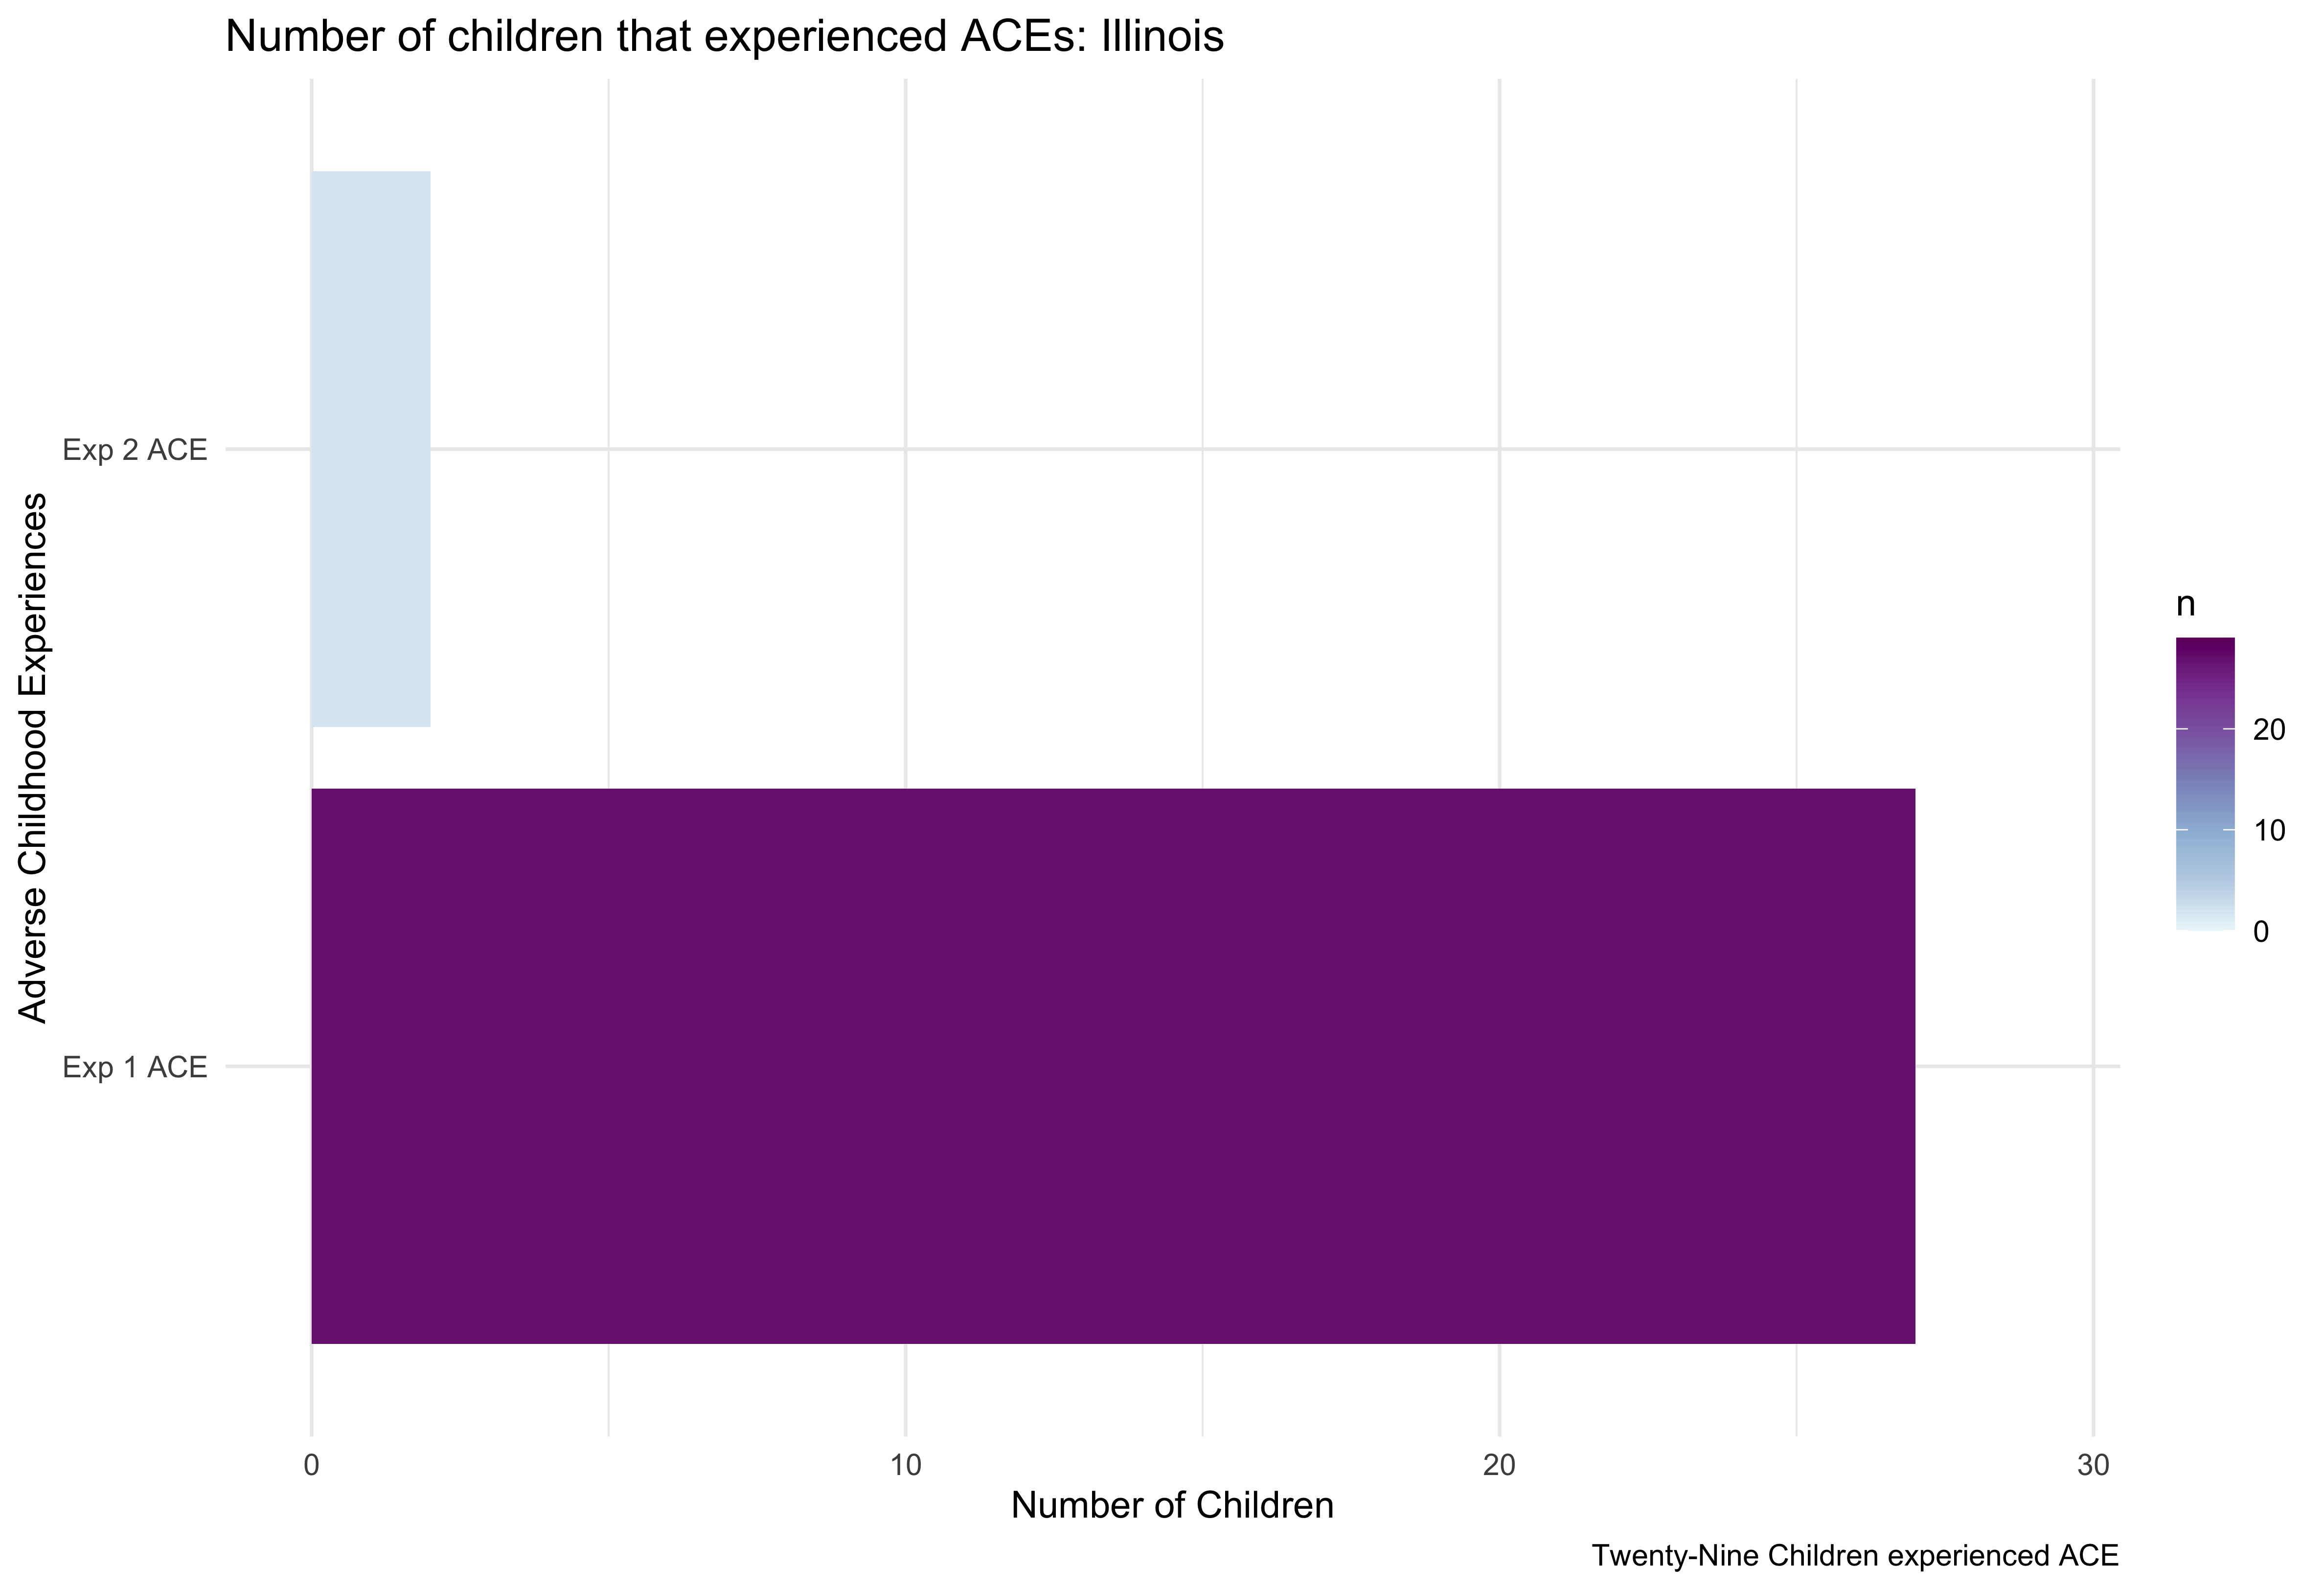 Number of children that experienced ACEs: Illinois
Adverse Childhood Experiences
Exp 2 ACE
Exp 1 ACE
0
10
20
30
Number of Children
n
20
10
0
Twenty-Nine Children experienced ACE